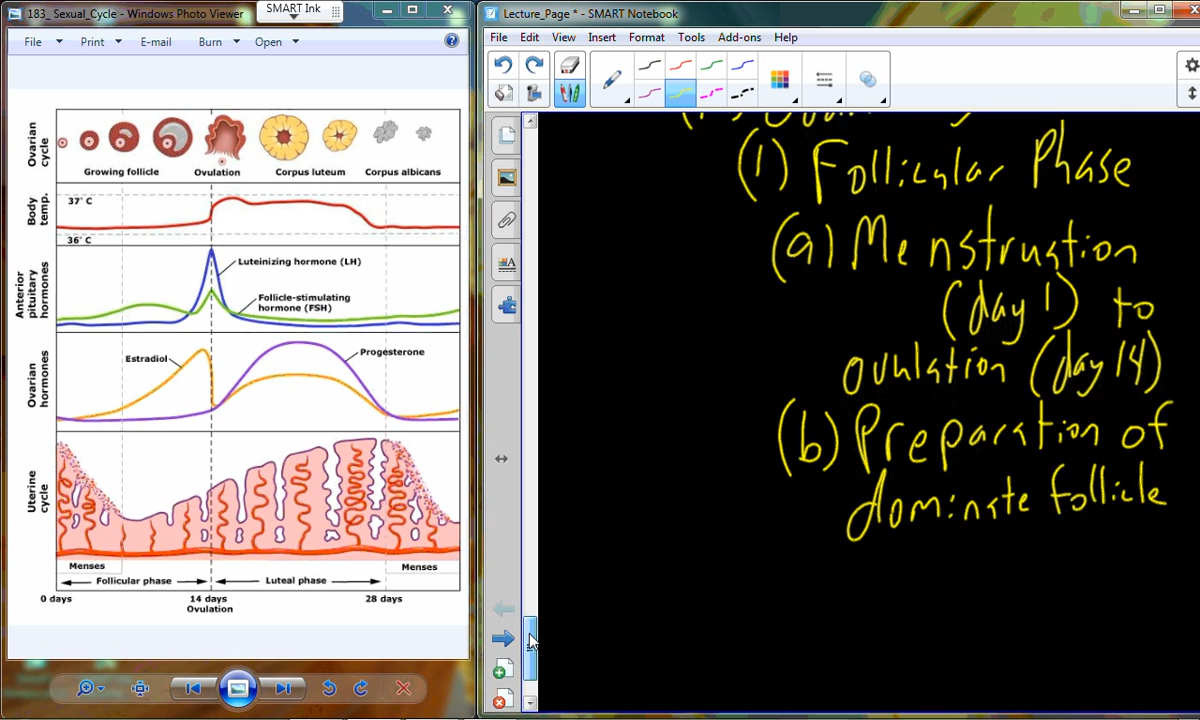 183_Sexual_Cycle - Windows Photo Viewer
SMART Ink
File Print E-mail Burn Open
Ovarian cycle
Growing follicle Ovulation Corpus luteum Corpus albicans
Body temp.
37° C
36° C
Anterior pituitary hormones
Luteinizing hormone (LH)
Follicle-stimulating
hormone (FSH)
Ovarian hormones
Estradiol
Progesterone
Uterine cycle
Menses Menses
Follicular phase Luteal phase
0 days 14 days 28 days
Ovulation
Lecture_Page * - SMART Notebook
File Edit View Insert Format Tools Add-ons Help
(1) Follicular Phase
(a) Menstruation
(day 1) to
ovulation (day 14)
(b) Preparation of
dominate follicle